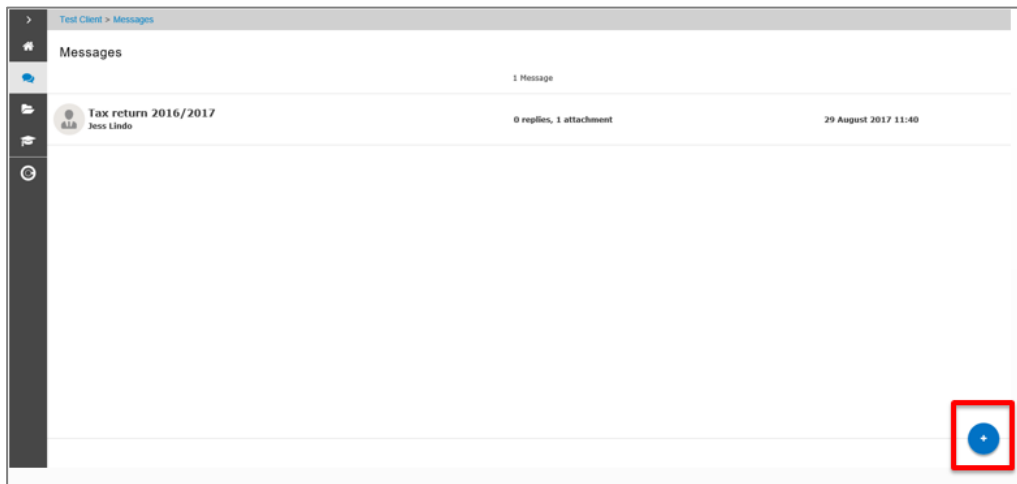 Test Client > Messages
Messages
1 Message
Tax return 2016/2017
Jess Lindo
0 replies, 1 attachment
29 August 2017 11:40